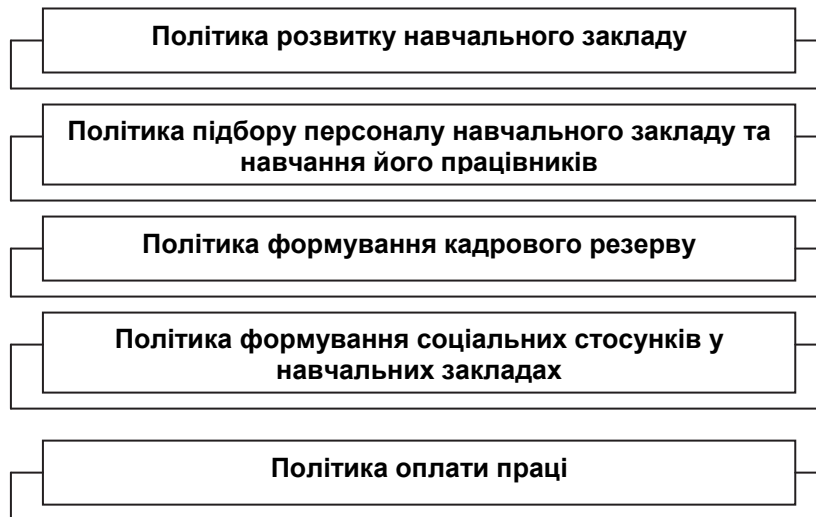 Політика розвитку навчального закладу
Політика підбору персоналу навчального закладу та
навчання його працівників
Політика формування кадрового резерву
Політика формування соціальних стосунків у
навчальних закладах
Політика оплати праці